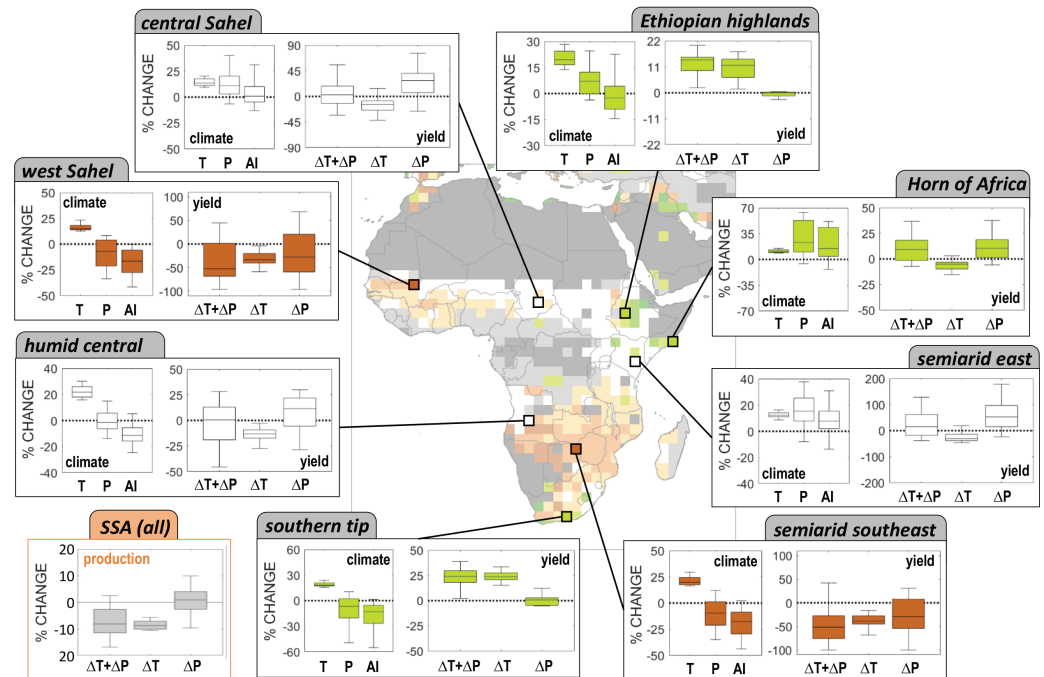 central Sahel
% CHANGE
50
25
0
-25
-50
climate
T P AI
90
45
0
-45
-90
yield
ΔT+ΔP ΔT ΔP
Ethiopian highlands
% CHANGE
30
15
0
-15
-30
climate
T P AI
22
11
0
-11
-22
yield
ΔT+ΔP ΔT ΔP
west Sahel
% CHANGE
50
25
0
-25
-50
climate
T P AI
100
50
0
-50
-100
yield
ΔT+ΔP ΔT ΔP
Horn of Africa
% CHANGE
70
35
0
-35
-70
climate
T P AI
50
25
0
-25
-50
yield
ΔT+ΔP ΔT ΔP
humid central
% CHANGE
40
20
0
-20
-40
climate
T P AI
50
25
0
-25
-50
yield
ΔT+ΔP ΔT ΔP
semiarid east
% CHANGE
40
20
0
-20
-40
climate
T P AI
200
100
0
-100
-200
yield
ΔT+ΔP ΔT ΔP
SSA (all)
% CHANGE
20
10
0
-10
20
production
ΔT+ΔP ΔT ΔP
southern tip
% CHANGE
60
30
0
-30
-60
climate
T P AI
50
25
0
-25
-50
yield
ΔT+ΔP ΔT ΔP
semiarid southeast
% CHANGE
50
25
0
-25
-50
climate
T P AI
100
50
0
-50
-100
yield
ΔT+ΔP ΔT ΔP